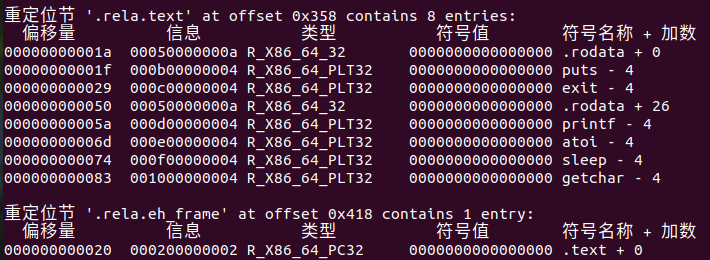 重定位节 '.rela.text' at offset 0x358 contains 8 entries:
偏移量 信息 类型 符号值 符号名称 + 加数
00000000001a 00050000000a R_X86_64_32 0000000000000000 .rodata + 0
00000000001f 000b00000004 R_X86_64_PLT32 0000000000000000 puts - 4
000000000029 000c00000004 R_X86_64_PLT32 0000000000000000 exit - 4
000000000050 00050000000a R_X86_64_32 0000000000000000 .rodata + 26
00000000005a 000d00000004 R_X86_64_PLT32 0000000000000000 printf - 4
00000000006d 000e00000004 R_X86_64_PLT32 0000000000000000 atoi - 4
000000000074 000f00000004 R_X86_64_PLT32 0000000000000000 sleep - 4
000000000083 001000000004 R_X86_64_PLT32 0000000000000000 getchar - 4
重定位节 '.rela.eh_frame' at offset 0x418 contains 1 entry:
偏移量 信息 类型 符号值 符号名称 + 加数
000000000020 000200000002 R_X86_64_PC32 0000000000000000 .text + 0